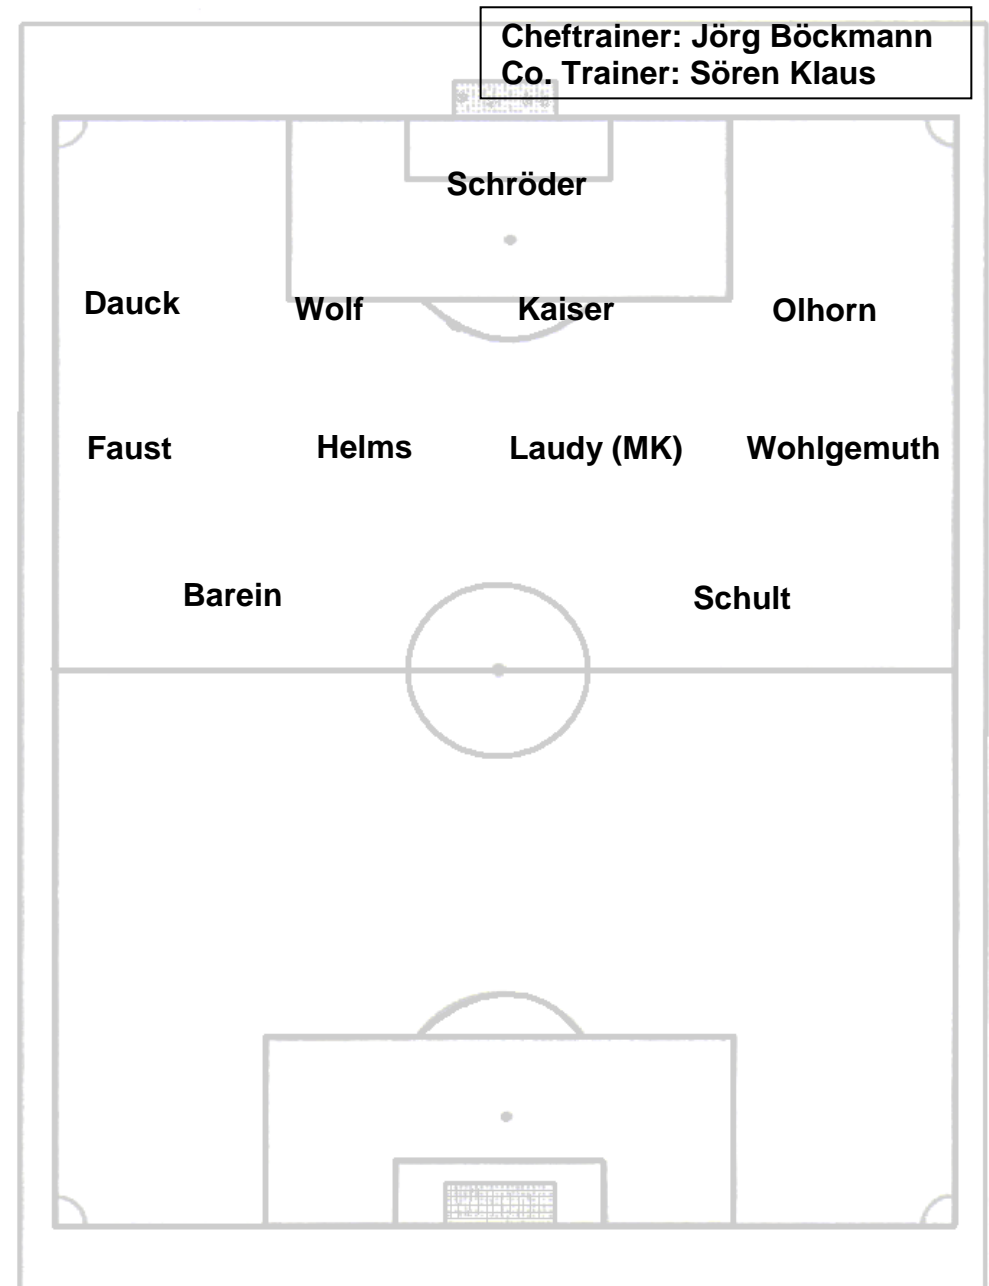 Cheftrainer: Jörg Böckmann
Co. Trainer: Sören Klaus
Schröder
Dauck Wolf Kaiser Olhorn
Faust Helms Laudy (MK) Wohlgemuth
Barein Schult